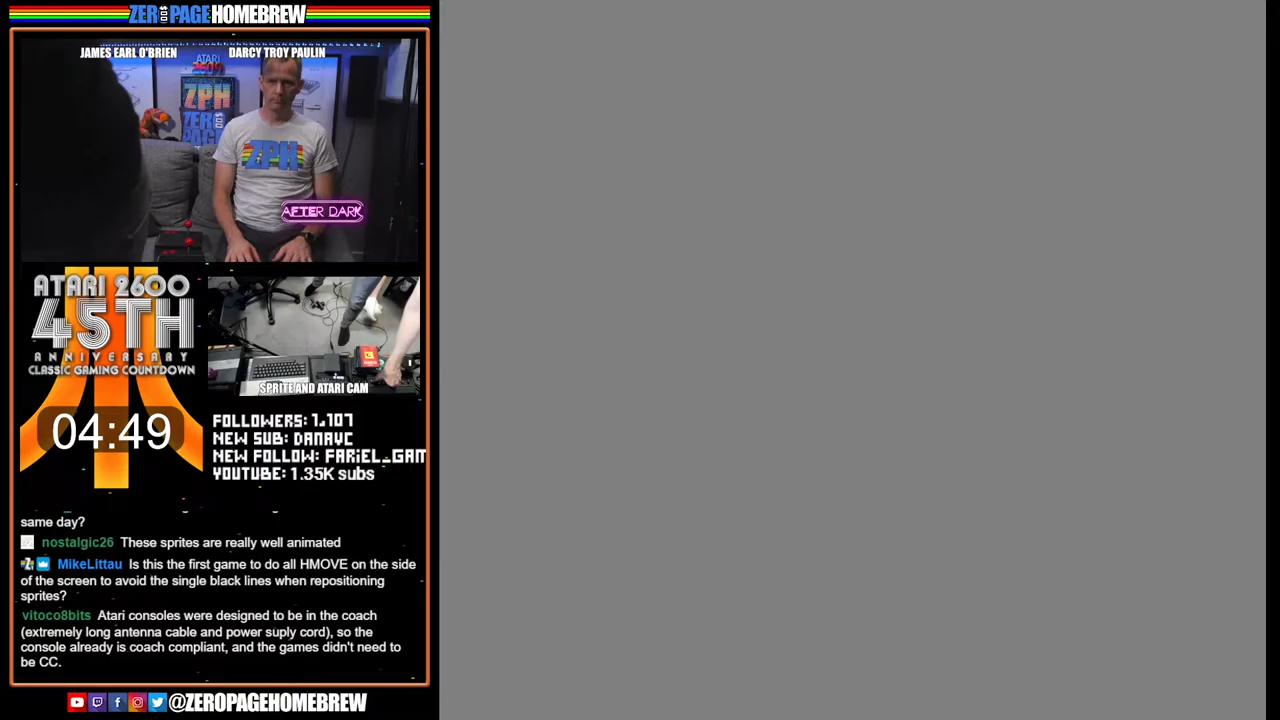 ZERO PAGE HOMEBREW
JAMES EARL O'BRIEN
DARCY TROY PAULIN
ATARI
2600
ZPH
ZERO
PAGE
ZPH
AFTER DARK
ATARI 2600
45TH
ANNIVERSARY
CLASSIC GAMING COUNTDOWN
04:49
SPRITE AND ATARI CAM
FOLLOWERS: 1,107
NEW SUB: DANAYC
NEW FOLLOW: FARIEL_GAM
YOUTUBE: 1.35K subs
same day?
nostalgic26 These sprites are really well animated
MikeLittau Is this the first game to do all HMOVE on the side
of the screen to avoid the single black lines when repositioning
sprites?
vitoco8bits Atari consoles were designed to be in the coach
(extremely long antenna cable and power suply cord), so the
console already is coach compliant, and the games didn't need to
be CC.
@ZEROPAGEHOMEBREW